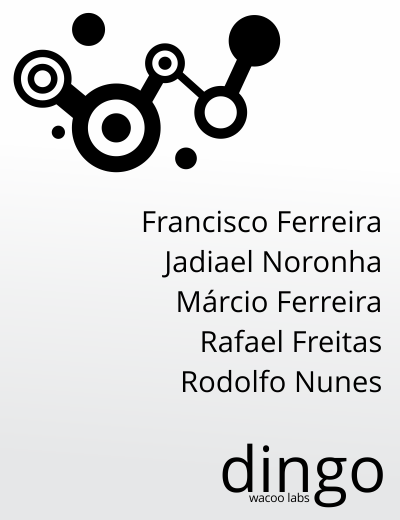 Francisco Ferreira
Jadiael Noronha
Márcio Ferreira
Rafael Freitas
Rodolfo Nunes
dingo
wacoo labs